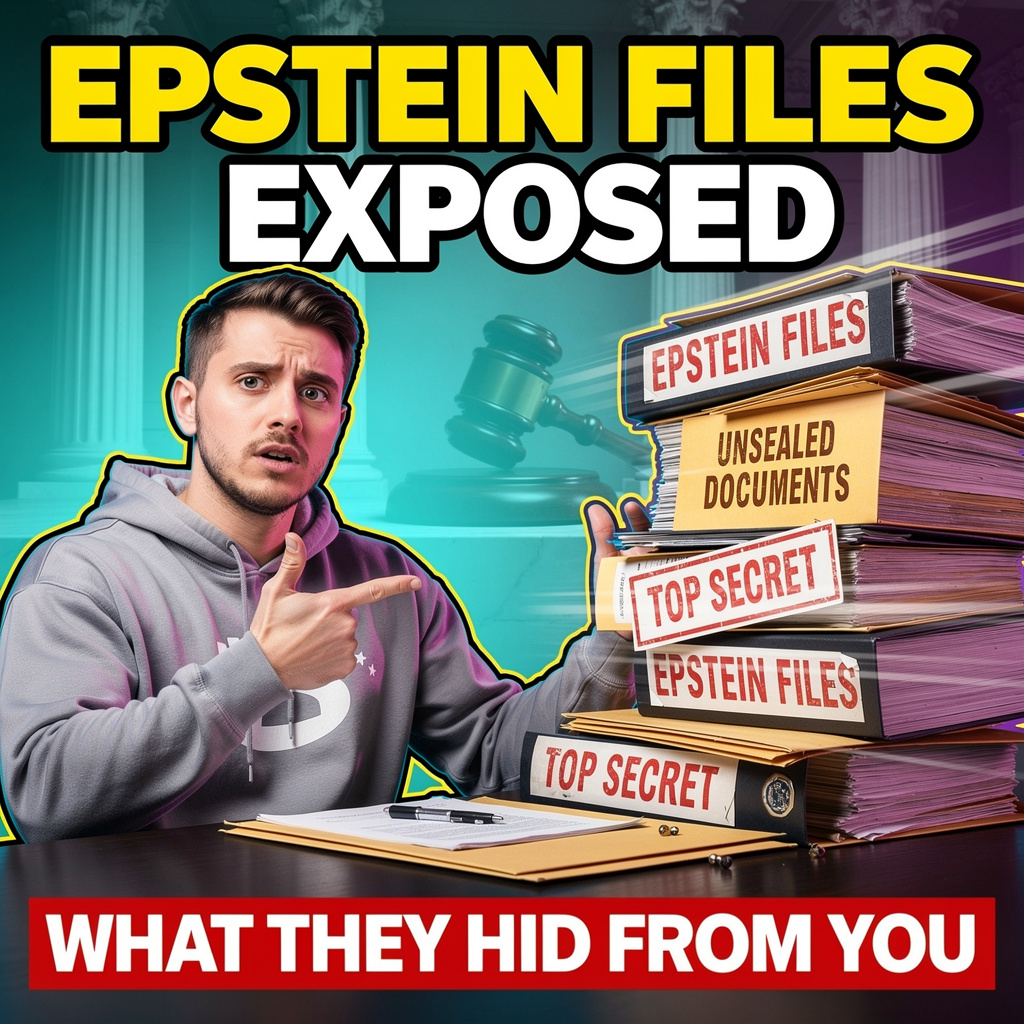 EPSTEIN FILES
EXPOSED
EPSTEIN FILES
UNSEALED
DOCUMENTS
TOP SECRET
EPSTEIN FILES
TOP SECRET
WHAT THEY HID FROM YOU